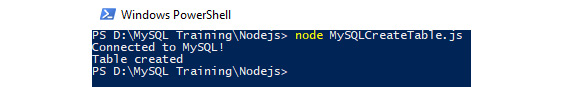 Windows PowerShell
PS D:\MySQL Training\Nodejs> node MySQLCreateTable.js
Connected to MySQL!
Table created
PS D:\MySQL Training\Nodejs>